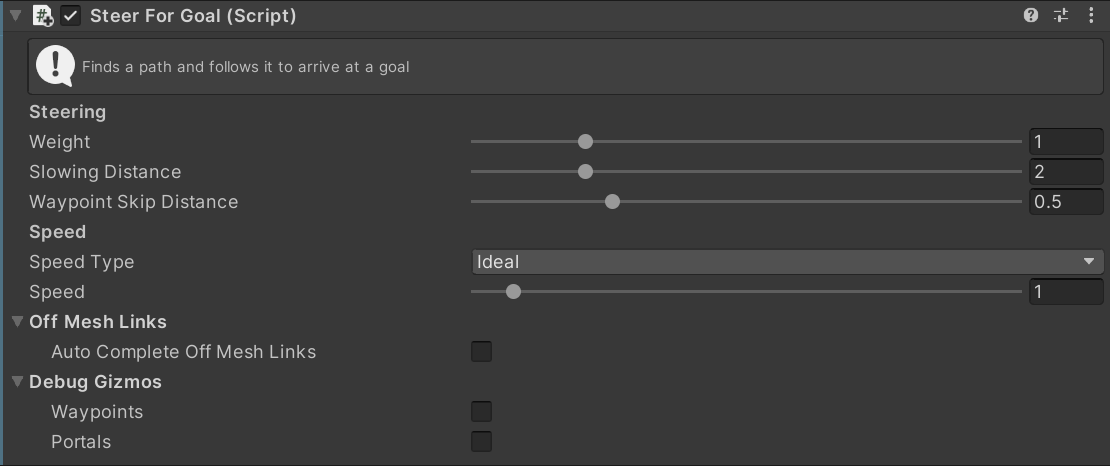 Steer For Goal (Script)
Finds a path and follows it to arrive at a goal
Steering
Weight 1
Slowing Distance 2
Waypoint Skip Distance 0.5
Speed
Speed Type Ideal
Speed 1
Off Mesh Links
Auto Complete Off Mesh Links
Debug Gizmos
Waypoints
Portals